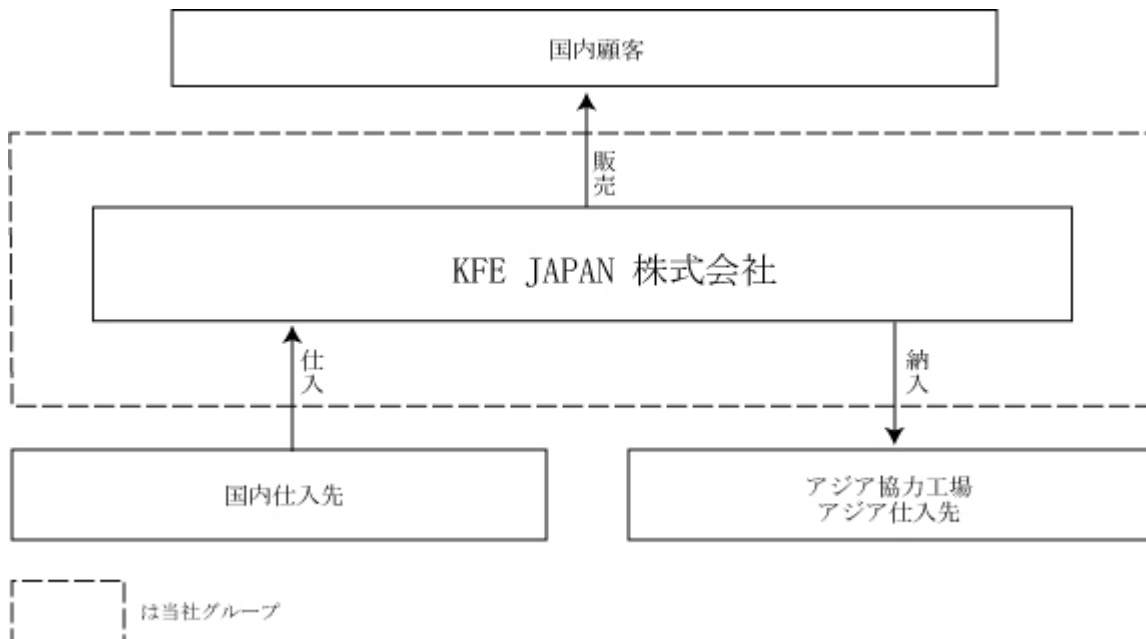 国内顧客
販売
KFE JAPAN 株式会社
仕入
納入
国内仕入先
アジア協力工場
アジア仕入先
は当社グループ